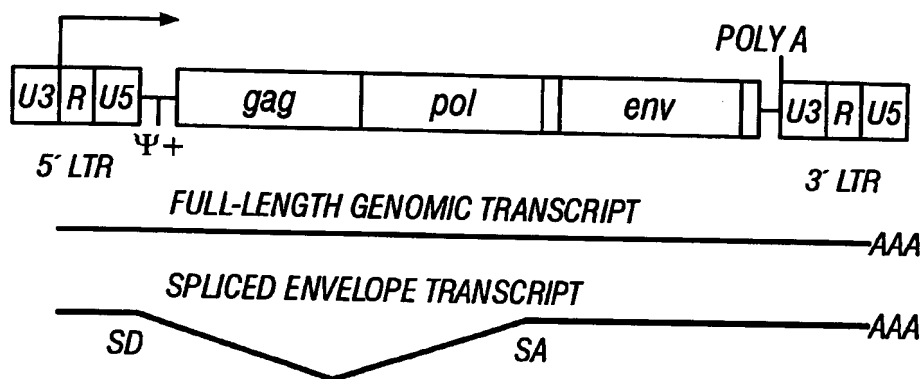 POLY A
U3 R U5 gag pol env U3 R U5
Ψ+
5´ LTR 3´ LTR
FULL-LENGTH GENOMIC TRANSCRIPT
AAA
SPLICED ENVELOPE TRANSCRIPT
AAA
SD SA